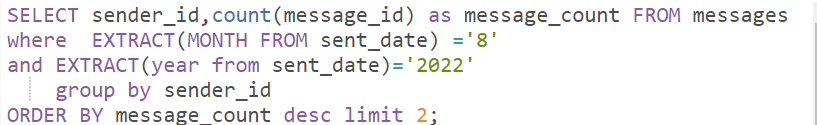 SELECT sender_id,count(message_id) as message_count FROM messages
where  EXTRACT(MONTH FROM sent_date) ='8'
and EXTRACT(year from sent_date)='2022'
    group by sender_id
ORDER BY message_count desc limit 2;